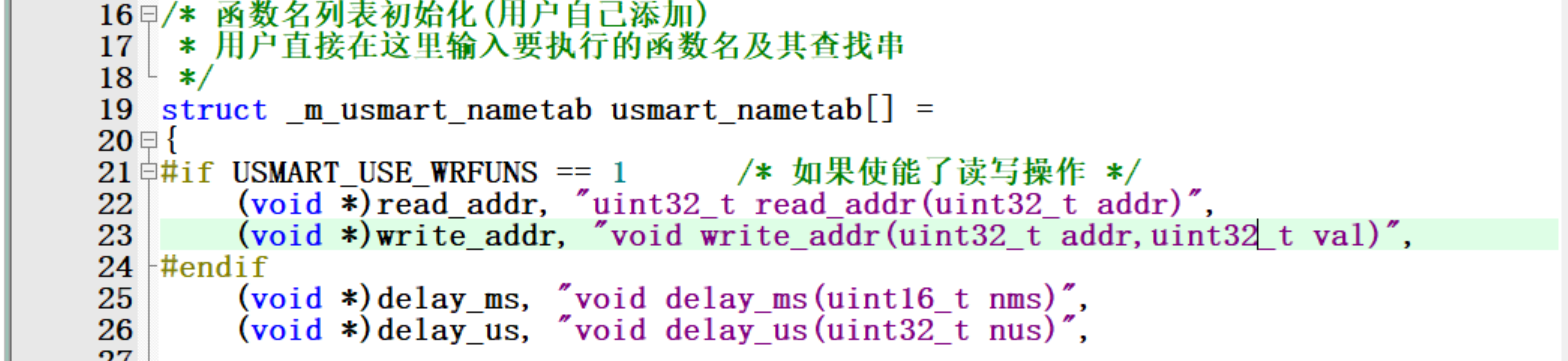 16 /* 函数名列表初始化(用户自己添加)
17  * 用户直接在这里输入要执行的函数名及其查找串
18  */
19 struct _m_usmart_nametab usmart_nametab[] =
20 {
21 #if USMART_USE_WRFUNS == 1      /* 如果使能了读写操作 */
22     (void *)read_addr, "uint32_t read_addr(uint32_t addr)",
23     (void *)write_addr, "void write_addr(uint32_t addr,uint32_t val)",
24 #endif
25     (void *)delay_ms, "void delay_ms(uint16_t nms)",
26     (void *)delay_us, "void delay_us(uint32_t nus)",
27